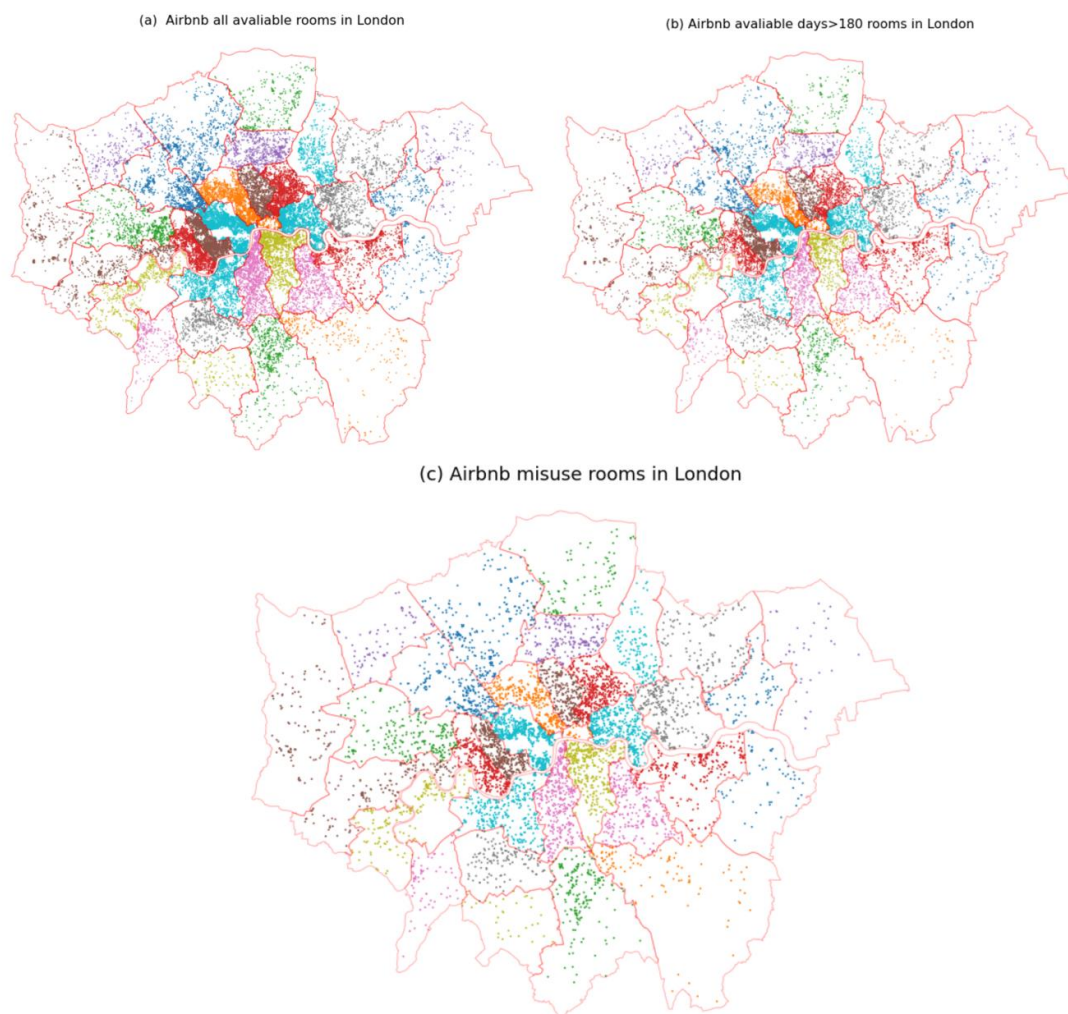 (a) Airbnb all avaliable rooms in London
(b) Airbnb avaliable days>180 rooms in London
(c) Airbnb misuse rooms in London